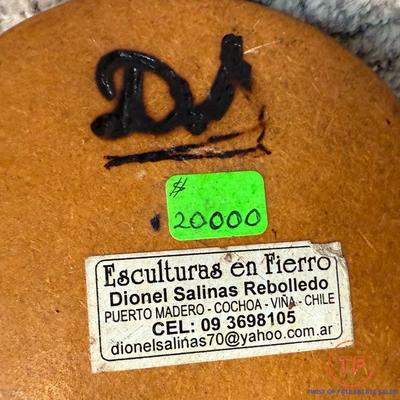 DS
$
20000
Esculturas en Fierro
Dionel Salinas Rebolledo
PUERTO MADERO - COCHOA - VIÑA - CHILE
CEL: 09 3698105
dionelsalinas70@yahoo.com.ar